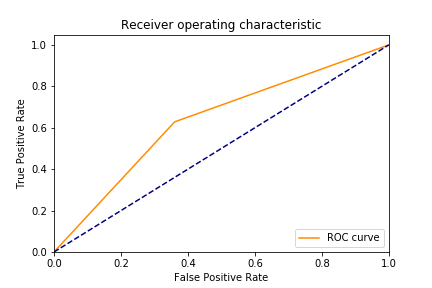 Receiver operating characteristic
True Positive Rate
1.0
0.8
0.6
0.4
0.2
0.0
ROC curve
0.0 0.2 0.4 0.6 0.8 1.0
False Positive Rate